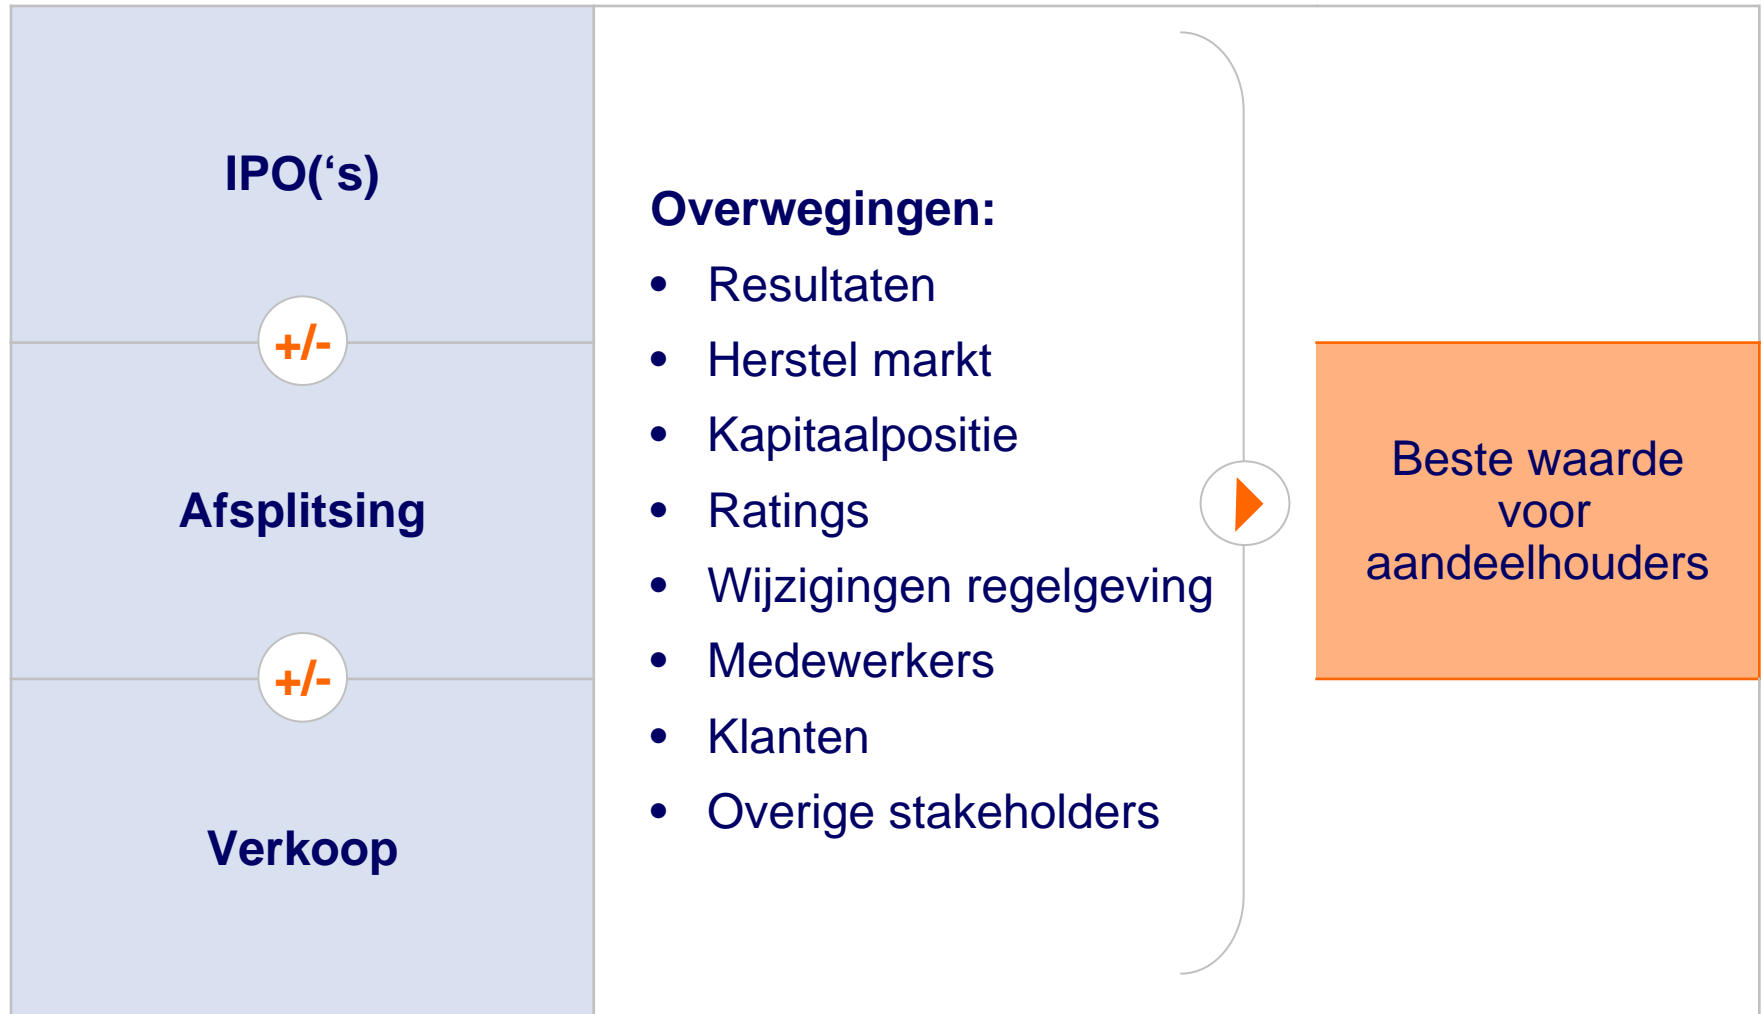 IPO(‘s)
+/-
Afsplitsing
+/-
Verkoop
Overwegingen:
• Resultaten
• Herstel markt
• Kapitaalpositie
• Ratings
• Wijzigingen regelgeving
• Medewerkers
• Klanten
• Overige stakeholders
Beste waarde
voor
aandeelhouders